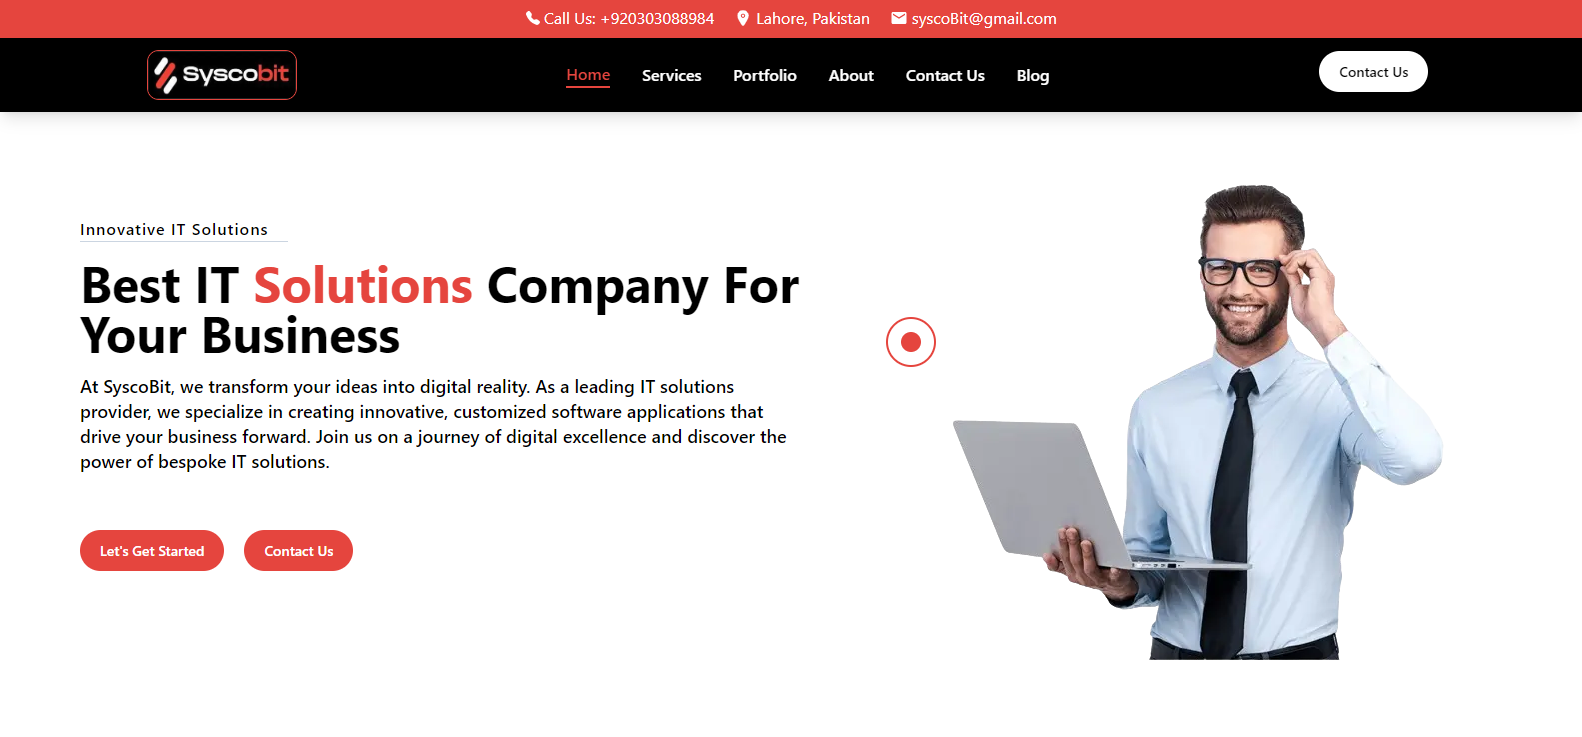 Call Us: +920303088984 Lahore, Pakistan syscoBit@gmail.com
Syscobit Home Services Portfolio About Contact Us Blog Contact Us
Innovative IT Solutions
Best IT Solutions Company For
Your Business
At SyscoBit, we transform your ideas into digital reality. As a leading IT solutions
provider, we specialize in creating innovative, customized software applications that
drive your business forward. Join us on a journey of digital excellence and discover the
power of bespoke IT solutions.
Let's Get Started Contact Us